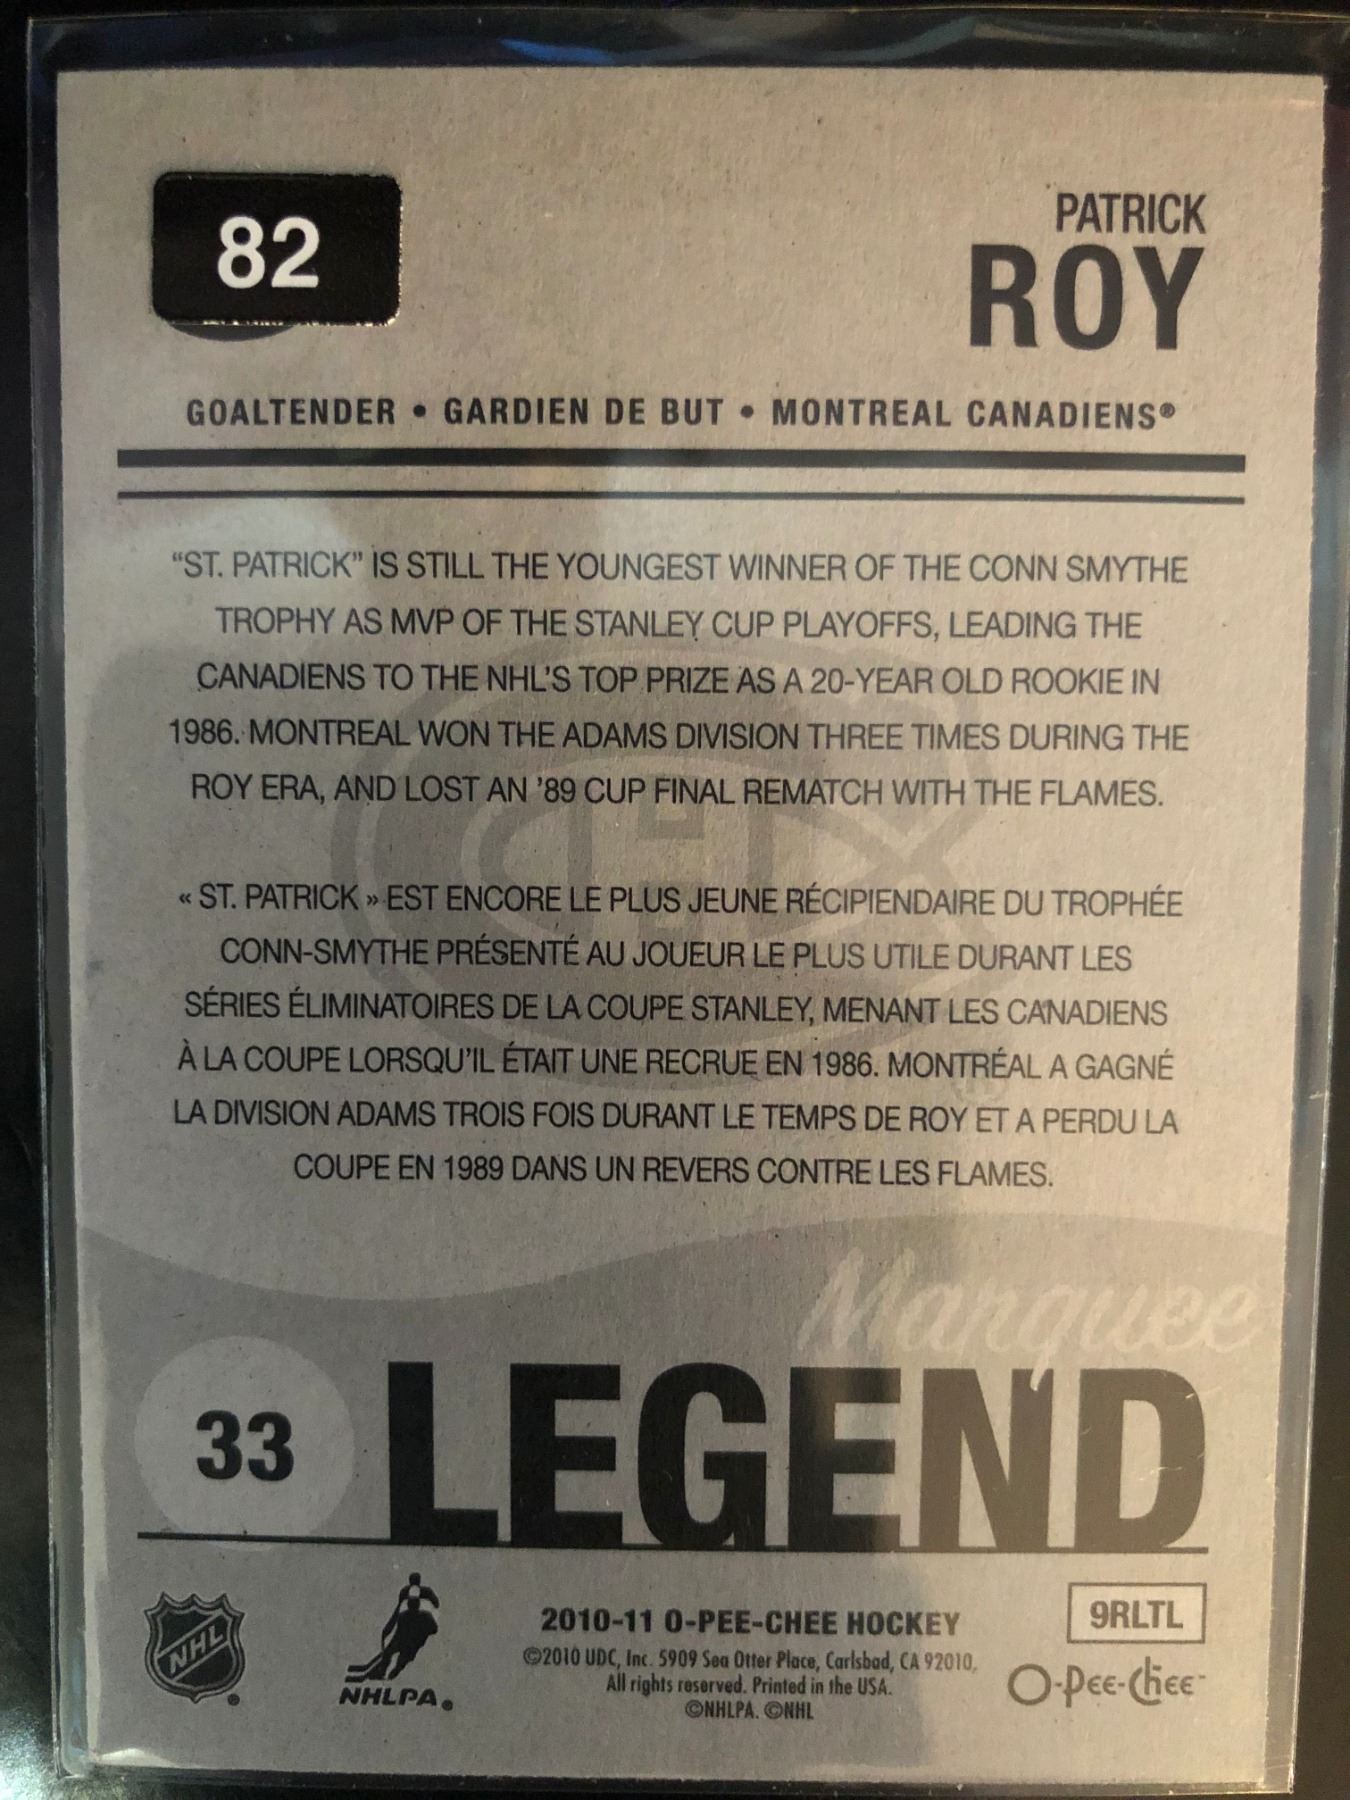 82
PATRICK
ROY
GOALTENDER • GARDIEN DE BUT • MONTREAL CANADIENS®
“ST. PATRICK” IS STILL THE YOUNGEST WINNER OF THE CONN SMYTHE
TROPHY AS MVP OF THE STANLEY CUP PLAYOFFS, LEADING THE
CANADIENS TO THE NHL’S TOP PRIZE AS A 20-YEAR OLD ROOKIE IN
1986. MONTREAL WON THE ADAMS DIVISION THREE TIMES DURING THE
ROY ERA, AND LOST AN ’89 CUP FINAL REMATCH WITH THE FLAMES.
« ST. PATRICK » EST ENCORE LE PLUS JEUNE RÉCIPIENDAIRE DU TROPHÉE
CONN-SMYTHE PRÉSENTÉ AU JOUEUR LE PLUS UTILE DURANT LES
SÉRIES ÉLIMINATOIRES DE LA COUPE STANLEY, MENANT LES CANADIENS
À LA COUPE LORSQU’IL ÉTAIT UNE RECRUE EN 1986. MONTRÉAL A GAGNÉ
LA DIVISION ADAMS TROIS FOIS DURANT LE TEMPS DE ROY ET A PERDU LA
COUPE EN 1989 DANS UN REVERS CONTRE LES FLAMES.
Marquee
33 LEGEND
NHL®
NHLPA®
2010-11 O-PEE-CHEE HOCKEY
©2010 UDC, Inc. 5909 Sea Otter Place, Carlsbad, CA 92010.
All rights reserved. Printed in the USA.
©NHLPA. ©NHL
9RLTL
O-Pee-Chee™